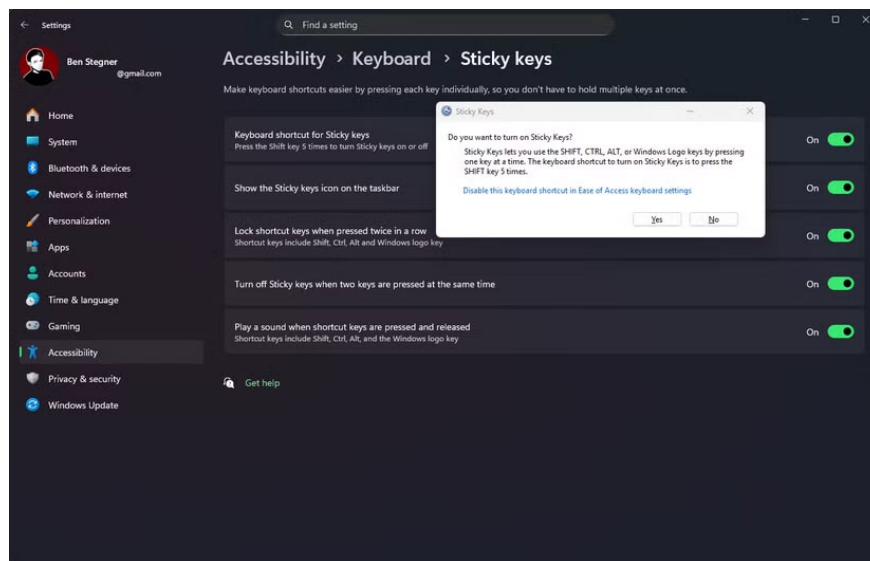 Settings
Find a setting
Ben Stegner
@gmail.com
Home
System
Bluetooth & devices
Network & internet
Personalization
Apps
Accounts
Time & language
Gaming
Accessibility
Privacy & security
Windows Update
Accessibility > Keyboard > Sticky keys
Make keyboard shortcuts easier by pressing each key individually, so you don't have to hold multiple keys at once.
Keyboard shortcut for Sticky keys
Press the Shift key 5 times to turn Sticky keys on or off
On
Show the Sticky keys icon on the taskbar
On
Lock shortcut keys when pressed twice in a row
Shortcut keys include Shift, Ctrl, Alt and Windows logo key
On
Turn off Sticky keys when two keys are pressed at the same time
On
Play a sound when shortcut keys are pressed and released
Shortcut keys include Shift, Ctrl, Alt, and the Windows logo key
On
Get help
Sticky Keys
Do you want to turn on Sticky Keys?
Sticky Keys lets you use the SHIFT, CTRL, ALT, or Windows Logo keys by pressing
one key at a time. The keyboard shortcut to turn on Sticky Keys is to press the
SHIFT key 5 times.
Disable this keyboard shortcut in Ease of Access keyboard settings
Yes
No